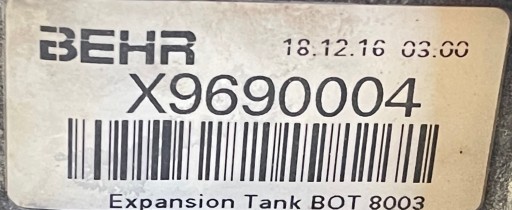 BEHR 18.12.16 03:00
X9690004
Expansion Tank BOT 8003